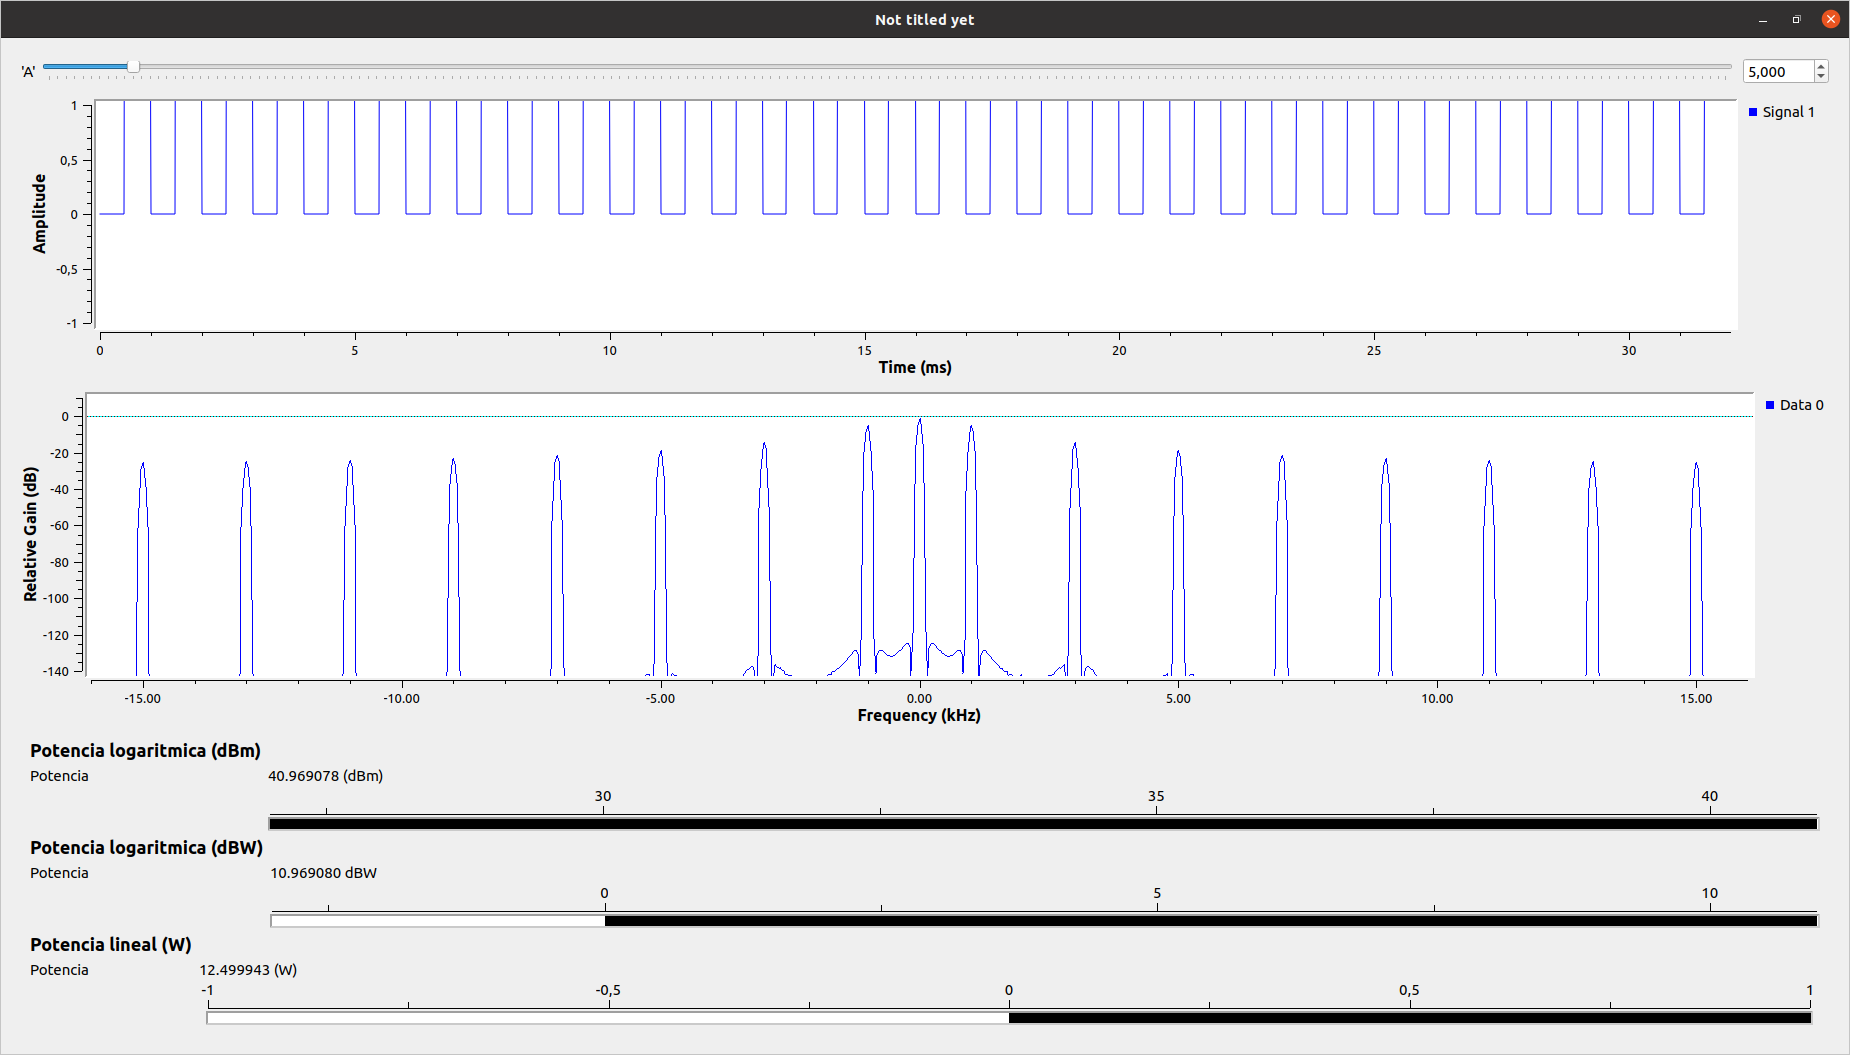 Not titled yet
'A'
5,000
1
0,5
0
-0,5
-1
Amplitude
Signal 1
0 5 10 15 20 25 30
Time (ms)
0
-20
-40
-60
-80
-100
-120
-140
Relative Gain (dB)
Data 0
-15.00 -10.00 -5.00 0.00 5.00 10.00 15.00
Frequency (kHz)
Potencia logaritmica (dBm)
Potencia 40.969078 (dBm)
30 35 40
Potencia logaritmica (dBW)
Potencia 10.969080 dBW
0 5 10
Potencia lineal (W)
Potencia 12.499943 (W)
-1 -0,5 0 0,5 1